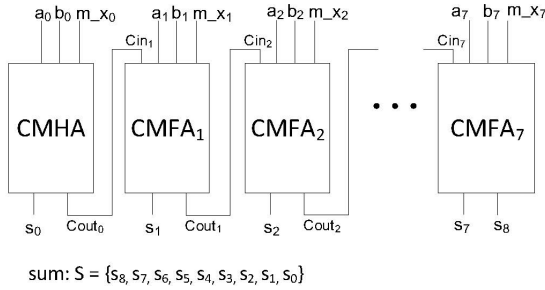 a₀ b₀ m_x₀ a₁ b₁ m_x₁ a₂ b₂ m_x₂ a₇ b₇ m_x₇
Cin₁ Cin₂ Cin₇
CMHA CMFA₁ CMFA₂ • • • CMFA₇
s₀ Cout₀ s₁ Cout₁ s₂ Cout₂ s₇ s₈
sum: S = {s₈, s₇, s₆, s₅, s₄, s₃, s₂, s₁, s₀}